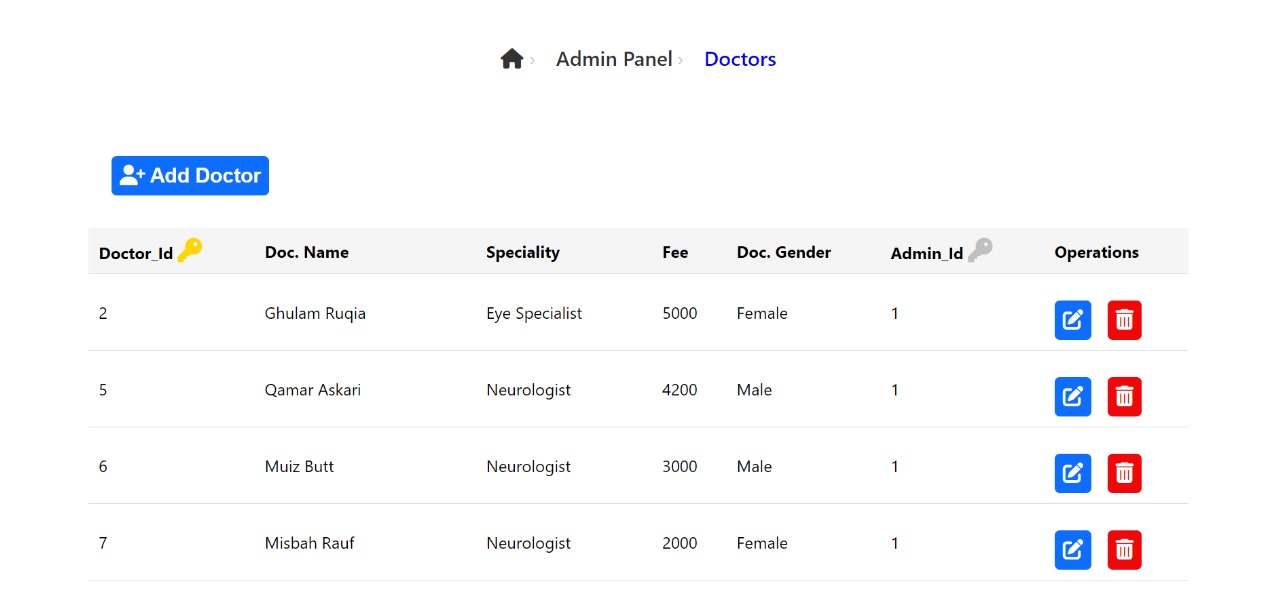 Admin Panel › Doctors
Add Doctor
Doctor_Id Doc. Name Speciality Fee Doc. Gender Admin_Id Operations
2 Ghulam Ruqia Eye Specialist 5000 Female 1
5 Qamar Askari Neurologist 4200 Male 1
6 Muiz Butt Neurologist 3000 Male 1
7 Misbah Rauf Neurologist 2000 Female 1